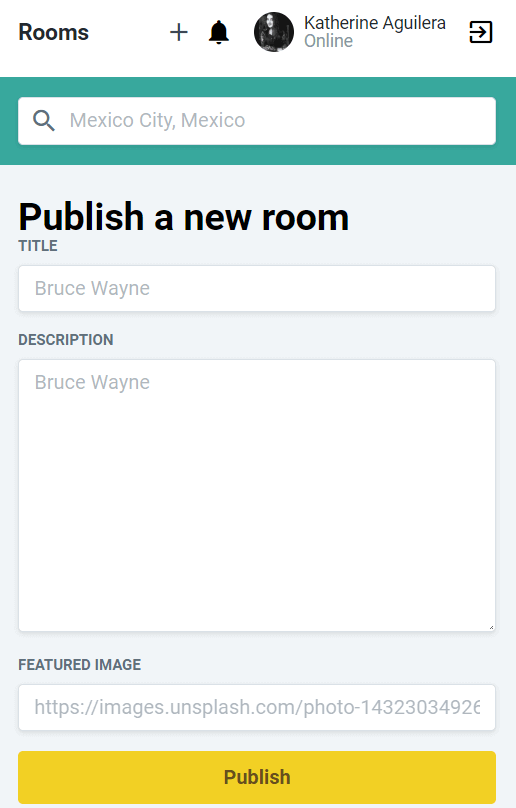 Rooms
Katherine Aguilera
Online
Mexico City, Mexico
Publish a new room
TITLE
Bruce Wayne
DESCRIPTION
Bruce Wayne
FEATURED IMAGE
https://images.unsplash.com/photo-14323034926
Publish